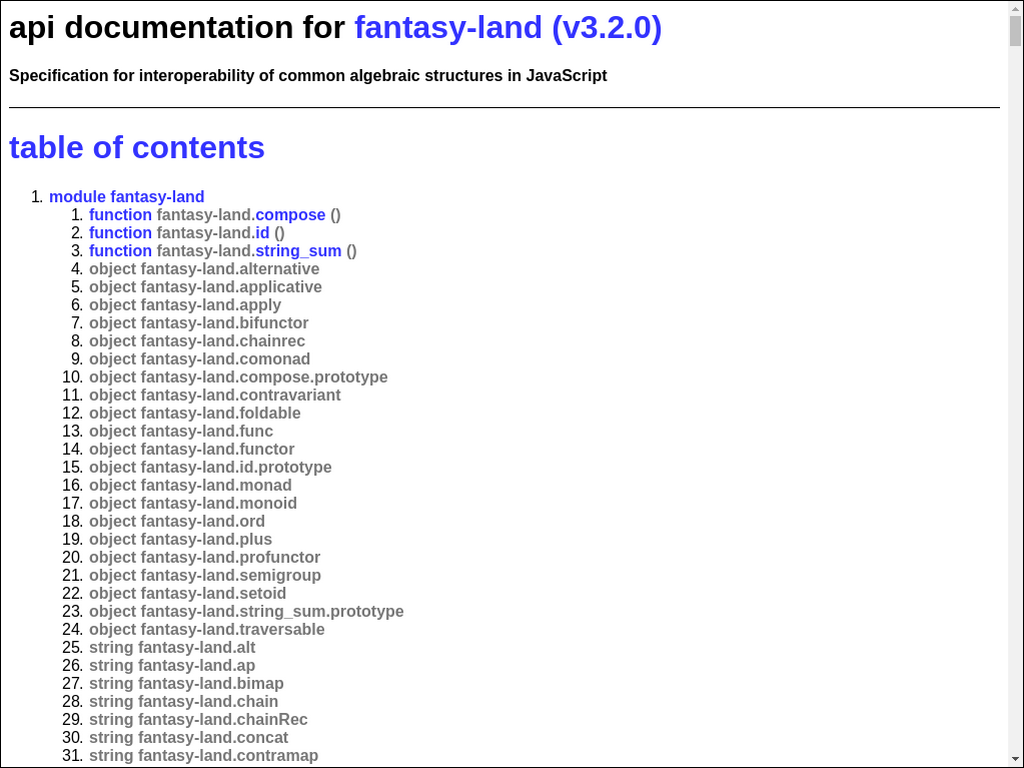 api documentation for fantasy-land (v3.2.0)
Specification for interoperability of common algebraic structures in JavaScript
table of contents
1. module fantasy-land
1. function fantasy-land.compose ()
2. function fantasy-land.id ()
3. function fantasy-land.string_sum ()
4. object fantasy-land.alternative
5. object fantasy-land.applicative
6. object fantasy-land.apply
7. object fantasy-land.bifunctor
8. object fantasy-land.chainrec
9. object fantasy-land.comonad
10. object fantasy-land.compose.prototype
11. object fantasy-land.contravariant
12. object fantasy-land.foldable
13. object fantasy-land.func
14. object fantasy-land.functor
15. object fantasy-land.id.prototype
16. object fantasy-land.monad
17. object fantasy-land.monoid
18. object fantasy-land.ord
19. object fantasy-land.plus
20. object fantasy-land.profunctor
21. object fantasy-land.semigroup
22. object fantasy-land.setoid
23. object fantasy-land.string_sum.prototype
24. object fantasy-land.traversable
25. string fantasy-land.alt
26. string fantasy-land.ap
27. string fantasy-land.bimap
28. string fantasy-land.chain
29. string fantasy-land.chainRec
30. string fantasy-land.concat
31. string fantasy-land.contramap